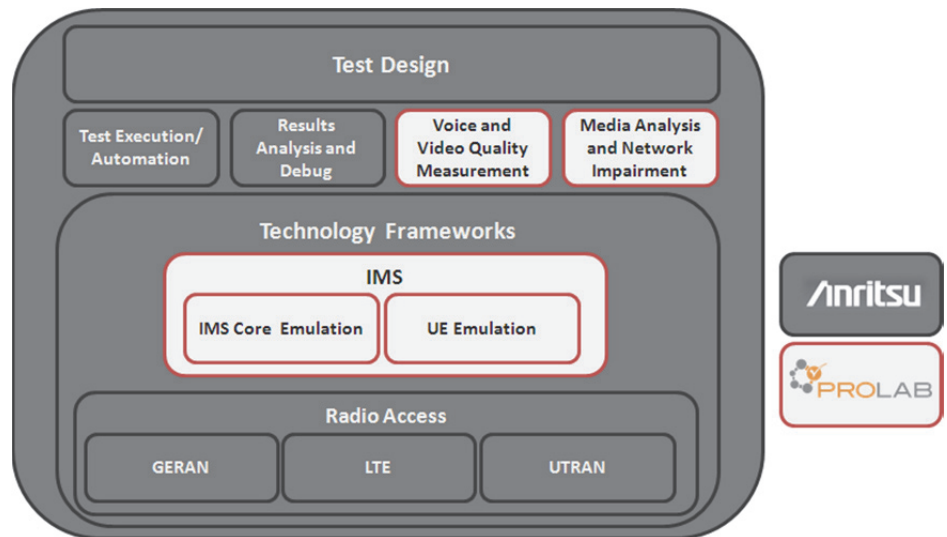 Test Design
Test Execution/
Automation
Results
Analysis and
Debug
Voice and
Video Quality
Measurement
Media Analysis
and Network
Impairment
Technology Frameworks
IMS
IMS Core Emulation
UE Emulation
Radio Access
GERAN
LTE
UTRAN
Anritsu
PROLAB